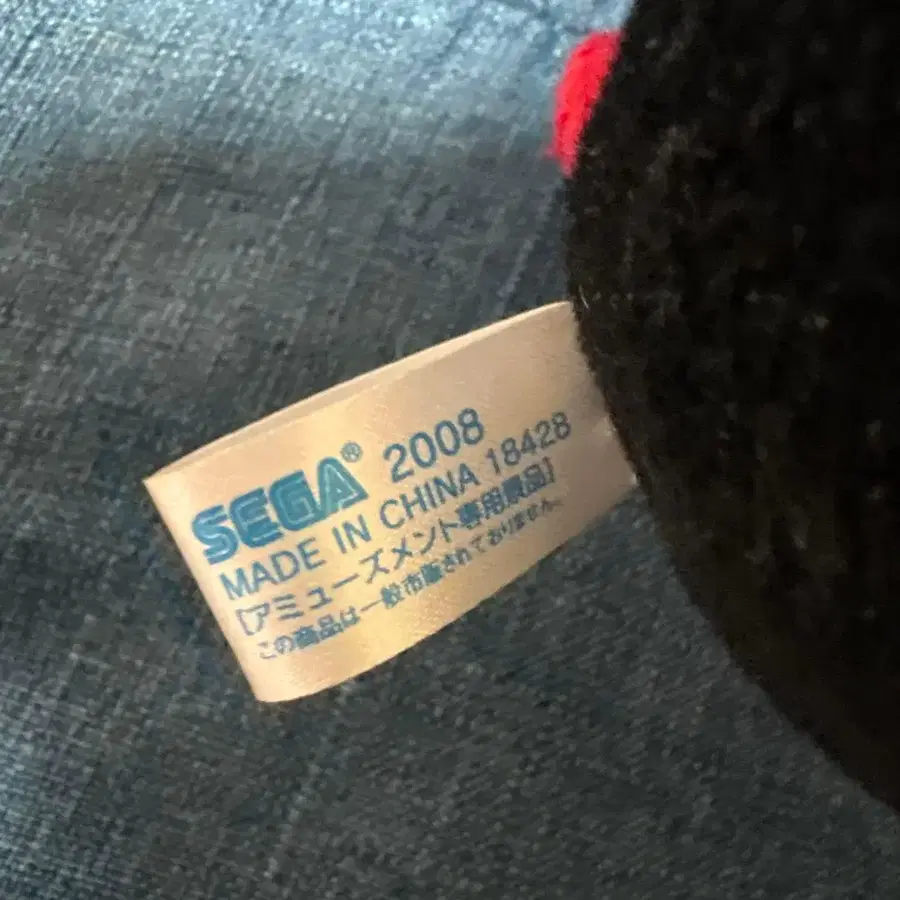 SEGA® 2008
MADE IN CHINA 18428
【アミューズメント専用景品】
この商品は一般市販されておりません。